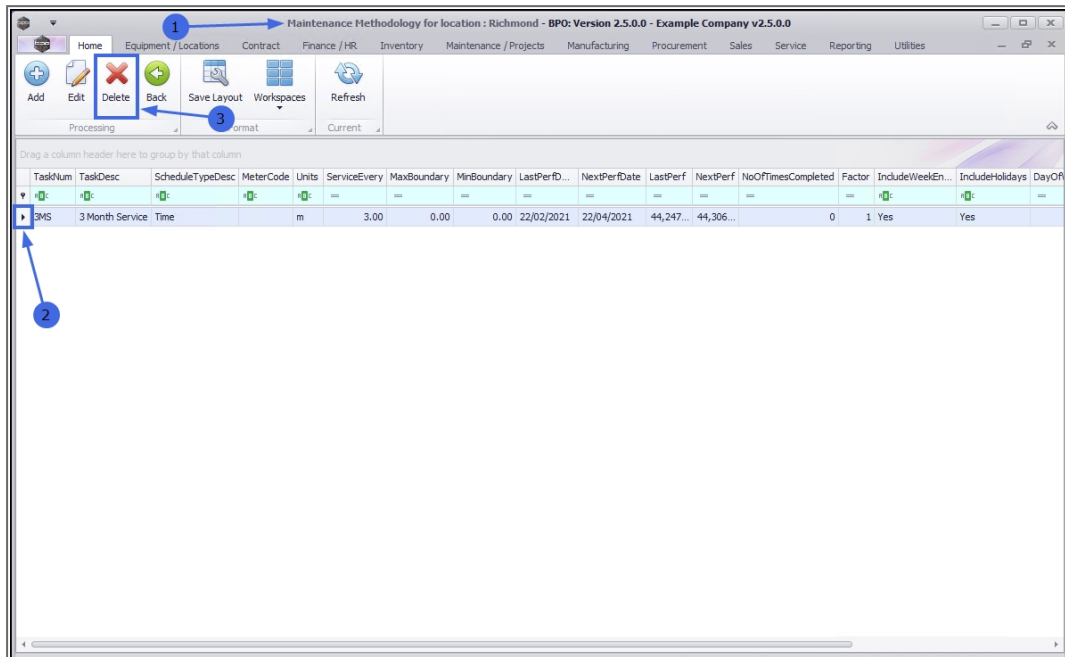 1
Maintenance Methodology for location : Richmond - BPO: Version 2.5.0.0 - Example Company v2.5.0.0
Home Equipment / Locations Contract Finance / HR Inventory Maintenance / Projects Manufacturing Procurement Sales Service Reporting Utilities
Add Edit Delete Back Save Layout Workspaces Refresh
3
Processing Format Current
Drag a column header here to group by that column
TaskNum TaskDesc ScheduleTypeDesc MeterCode Units ServiceEvery MaxBoundary MinBoundary LastPerfD... NextPerfDate LastPerf NextPerf NoOfTimesCompleted Factor IncludeWeekEn... IncludeHolidays DayOf
3MS 3 Month Service Time m 3.00 0.00 0.00 22/02/2021 22/04/2021 44,247... 44,306... 0 1 Yes Yes
2